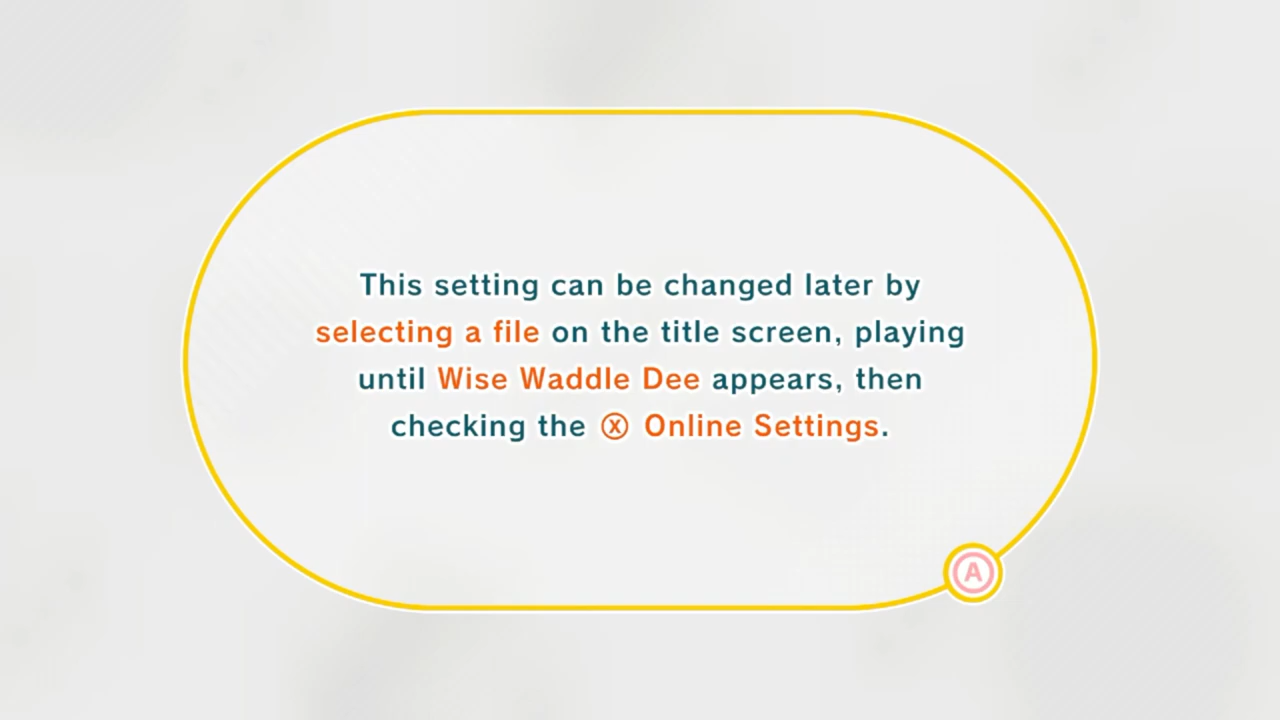 This setting can be changed later by
selecting a file on the title screen, playing
until Wise Waddle Dee appears, then
checking the Ⓧ Online Settings.
Ⓐ